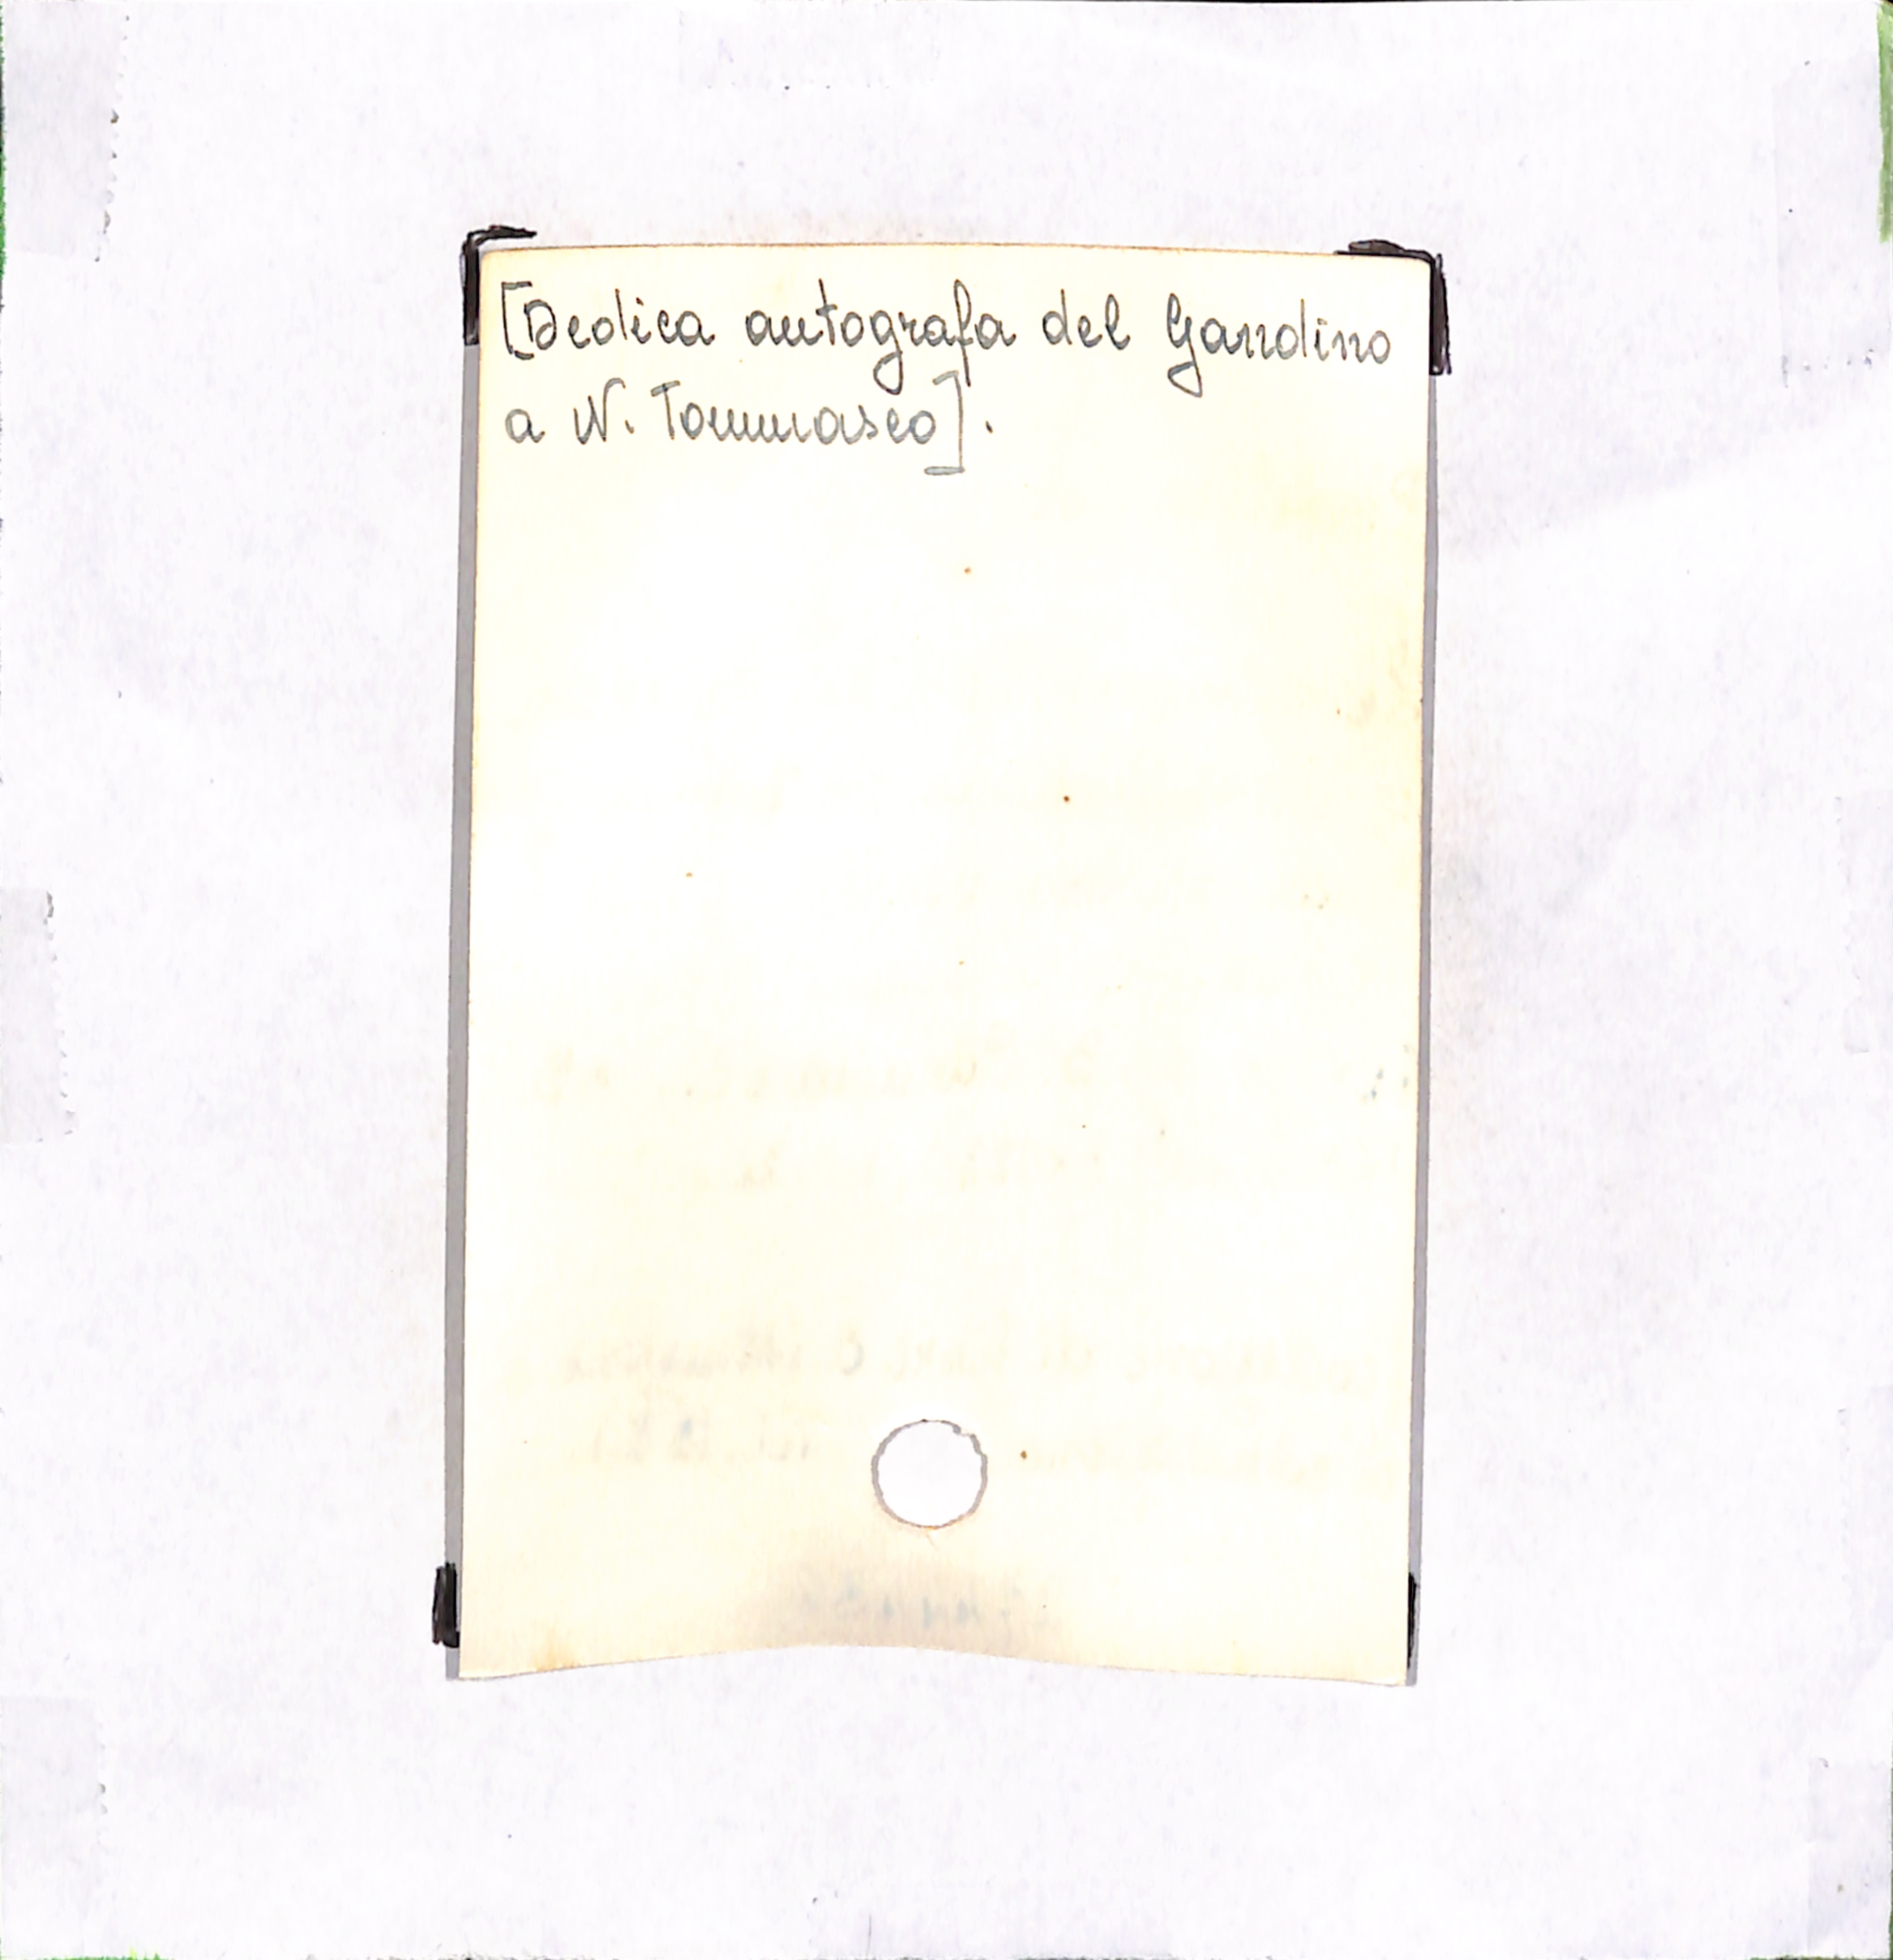 [Dedica autografa del Gandino
a N. Tommaseo].